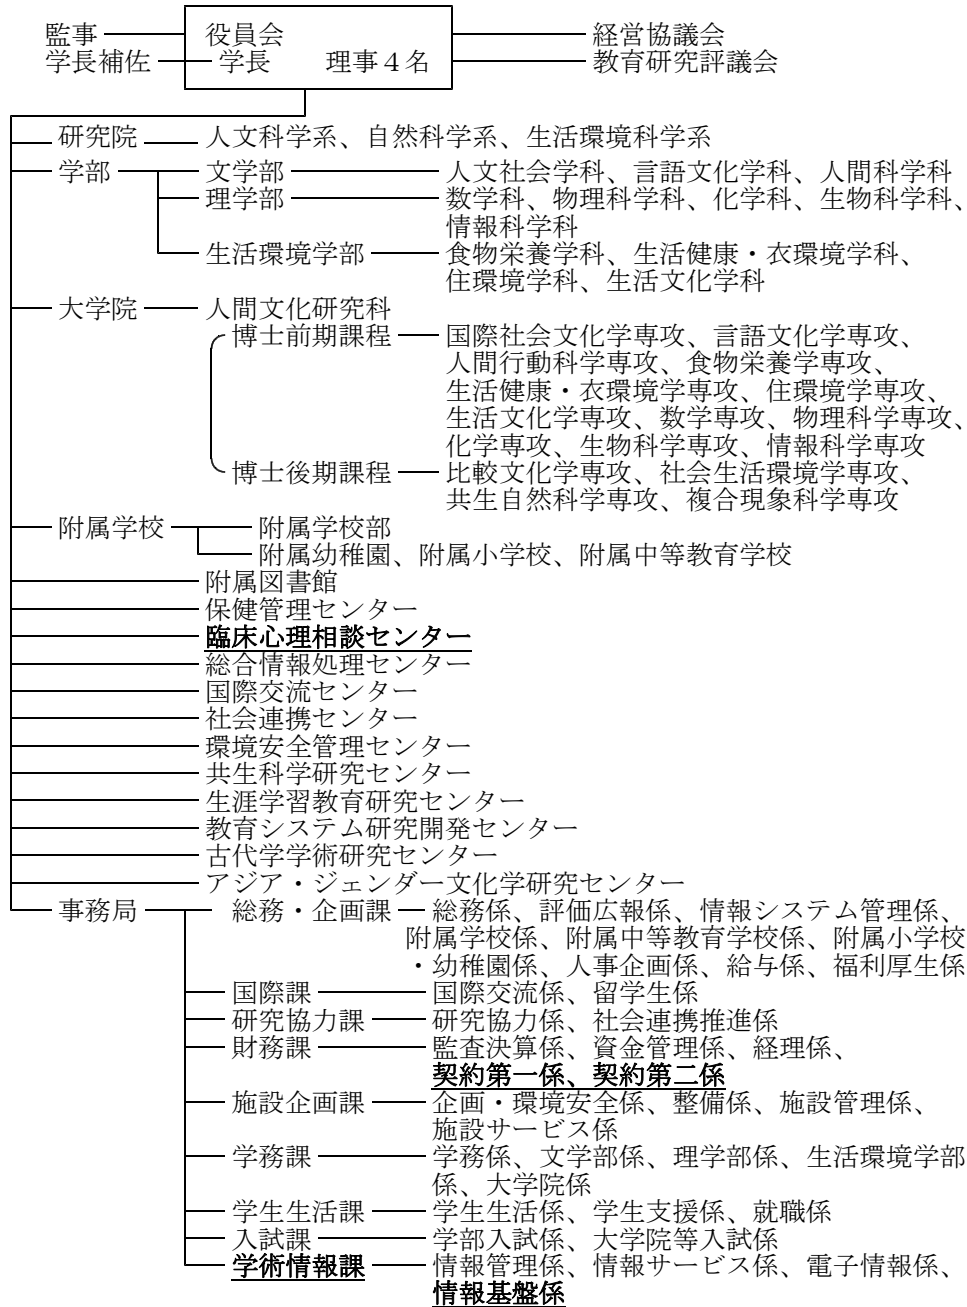 監事 役員会 経営協議会
学長補佐 学長 理事4名 教育研究評議会
研究院 人文科学系、自然科学系、生活環境科学系
学部 文学部 人文社会学科、言語文化学科、人間科学科
理学部 数学科、物理科学科、化学科、生物科学科、
情報科学科
生活環境学部 食物栄養学科、生活健康・衣環境学科、
住環境学科、生活文化学科
大学院 人間文化研究科
博士前期課程 国際社会文化学専攻、言語文化学専攻、
人間行動科学専攻、食物栄養学専攻、
生活健康・衣環境学専攻、住環境学専攻、
生活文化学専攻、数学専攻、物理科学専攻、
化学専攻、生物科学専攻、情報科学専攻
博士後期課程 比較文化学専攻、社会生活環境学専攻、
共生自然科学専攻、複合現象科学専攻
附属学校 附属学校部
附属幼稚園、附属小学校、附属中等教育学校
附属図書館
保健管理センター
臨床心理相談センター
総合情報処理センター
国際交流センター
社会連携センター
環境安全管理センター
共生科学研究センター
生涯学習教育研究センター
教育システム研究開発センター
古代学学術研究センター
アジア・ジェンダー文化学研究センター
事務局 総務・企画課 総務係、評価広報係、情報システム管理係、
附属学校係、附属中等教育学校係、附属小学校
・幼稚園係、人事企画係、給与係、福利厚生係
国際課 国際交流係、留学生係
研究協力課 研究協力係、社会連携推進係
財務課 監査決算係、資金管理係、経理係、
契約第一係、契約第二係
施設企画課 企画・環境安全係、整備係、施設管理係、
施設サービス係
学務課 学務係、文学部係、理学部係、生活環境学部
係、大学院係
学生生活課 学生生活係、学生支援係、就職係
入試課 学部入試係、大学院等入試係
学術情報課 情報管理係、情報サービス係、電子情報係、
情報基盤係